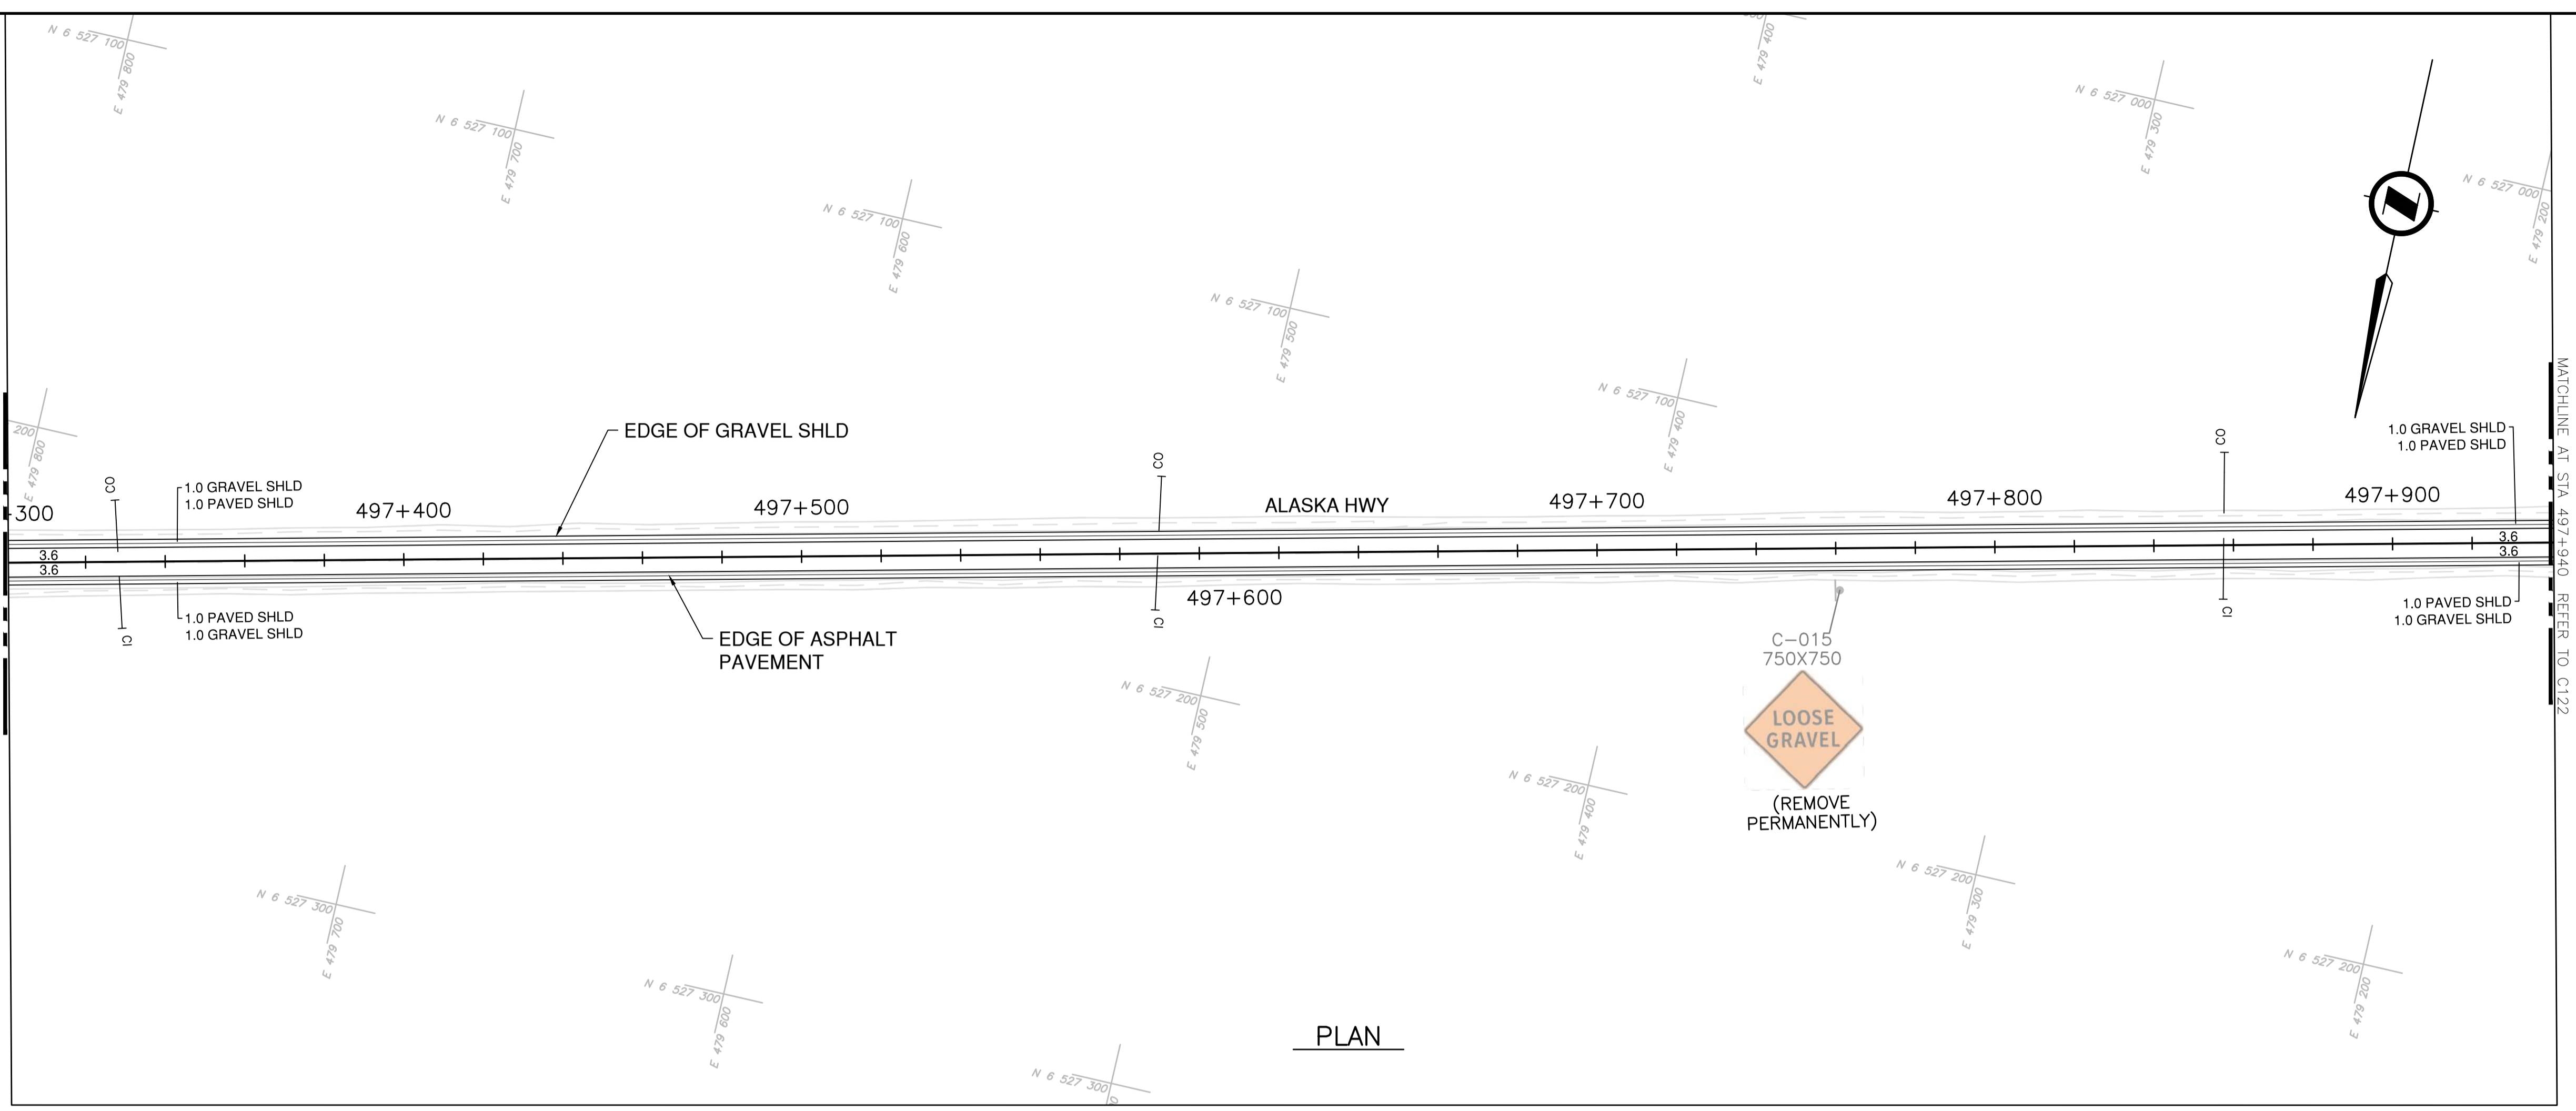 N 6 527 100
E 479 800
N 6 527 100
E 479 700
N 6 527 100
E 479 600
N 6 527 100
E 479 500
N 6 527 100
E 479 400
E 479 400
N 6 527 000
E 479 300
N 6 527 000
E 479 200
200
E 479 800
EDGE OF GRAVEL SHLD
CO
1.0 GRAVEL SHLD
1.0 PAVED SHLD
300
497+400
497+500
CO
ALASKA HWY
497+700
497+800
CO
497+900
1.0 GRAVEL SHLD
1.0 PAVED SHLD
3.6
3.6
3.6
3.6
CI
1.0 PAVED SHLD
1.0 GRAVEL SHLD
EDGE OF ASPHALT
PAVEMENT
CI
497+600
CI
1.0 PAVED SHLD
1.0 GRAVEL SHLD
MATCHLINE AT STA 497+940 REFER TO C122
C-015
750X750
LOOSE
GRAVEL
(REMOVE
PERMANENTLY)
N 6 527 200
E 479 500
N 6 527 200
E 479 400
N 6 527 200
E 479 300
N 6 527 200
E 479 200
N 6 527 300
E 479 700
N 6 527 300
E 479 600
N 6 527 300
PLAN